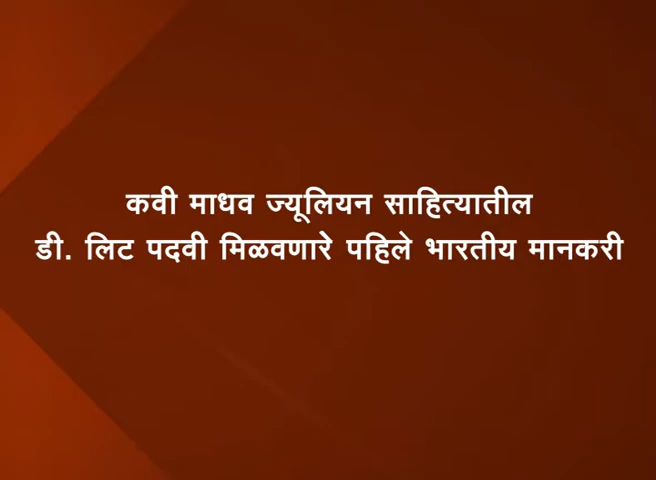 कवी माधव ज्यूलियन साहित्यातील
डी. लिट पदवी मिळवणारे पहिले भारतीय मानकरी